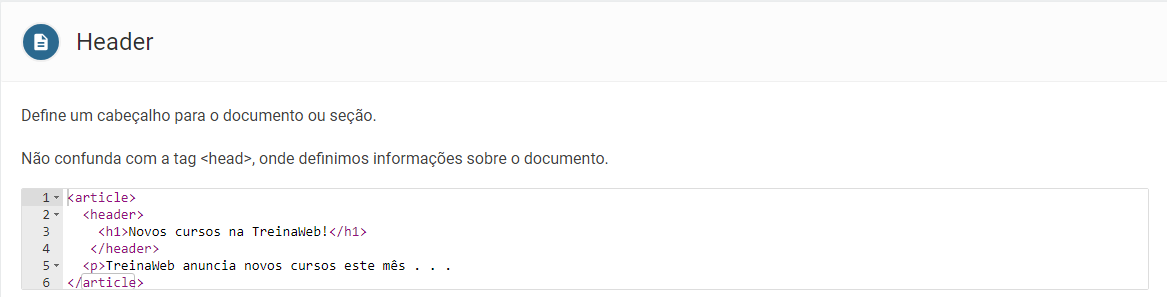 Header
Define um cabeçalho para o documento ou seção.
Não confunda com a tag <head>, onde definimos informações sobre o documento.
1 <article>
2   <header>
3     <h1>Novos cursos na TreinaWeb!</h1>
4    </header>
5   <p>TreinaWeb anuncia novos cursos este mês . . .
6 </article>